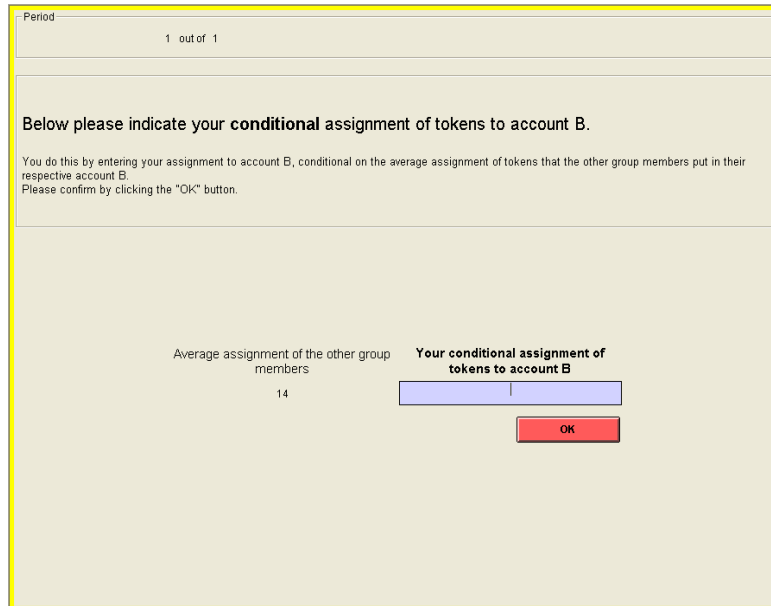 Period
1 out of 1
Below please indicate your conditional assignment of tokens to account B.
You do this by entering your assignment to account B, conditional on the average assignment of tokens that the other group members put in their
respective account B.
Please confirm by clicking the "OK" button.
Average assignment of the other group
members
Your conditional assignment of
tokens to account B
14
OK